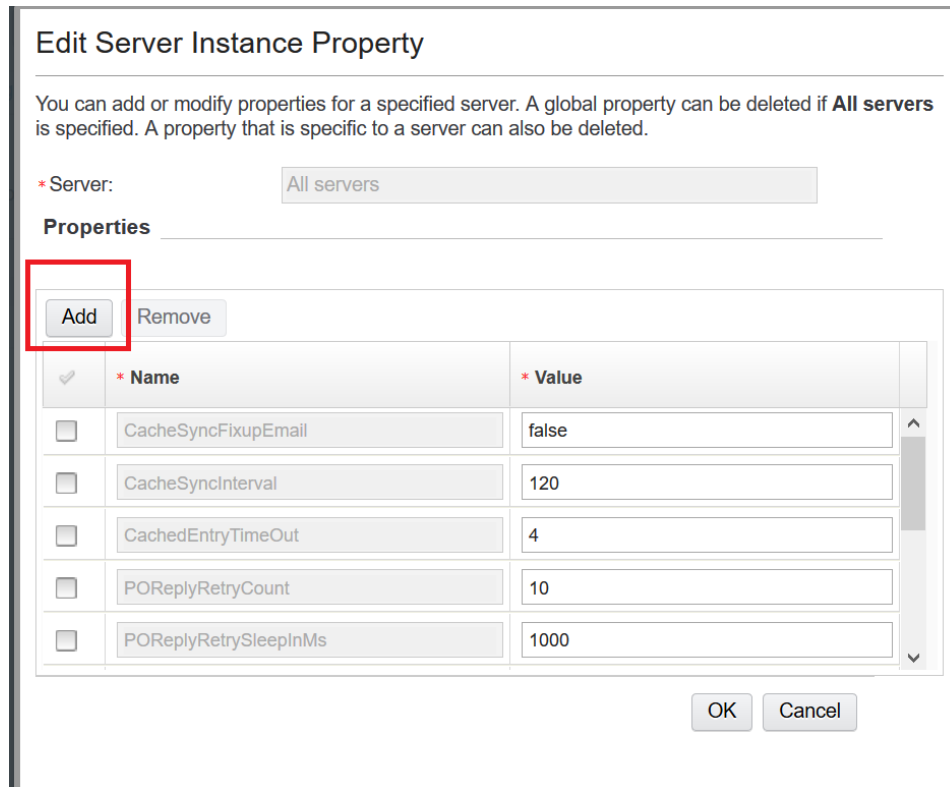 Edit Server Instance Property
You can add or modify properties for a specified server. A global property can be deleted if All servers
is specified. A property that is specific to a server can also be deleted.
* Server: All servers
Properties
Add Remove
* Name * Value
CacheSyncFixupEmail false
CacheSyncInterval 120
CachedEntryTimeOut 4
POReplyRetryCount 10
POReplyRetrySleepInMs 1000
OK Cancel